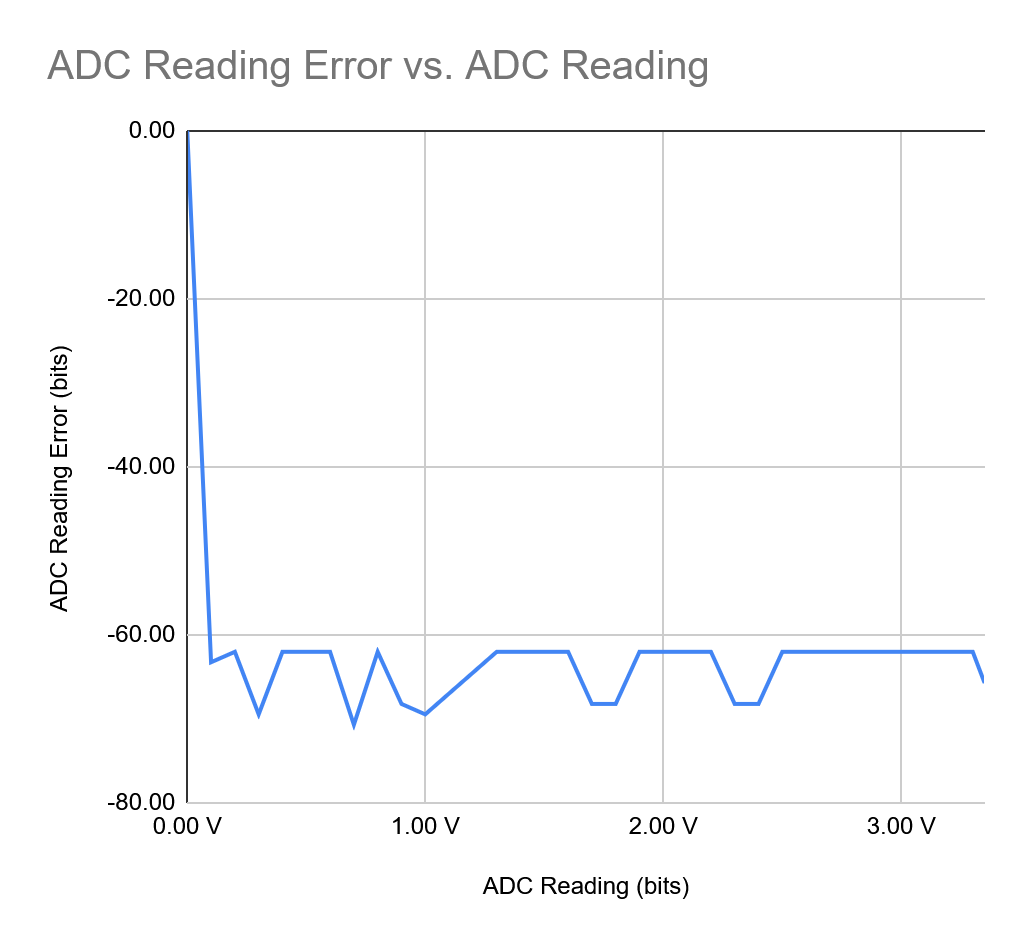 ADC Reading Error vs. ADC Reading
0.00
-20.00
-40.00
-60.00
-80.00
ADC Reading Error (bits)
0.00 V
1.00 V
2.00 V
3.00 V
ADC Reading (bits)